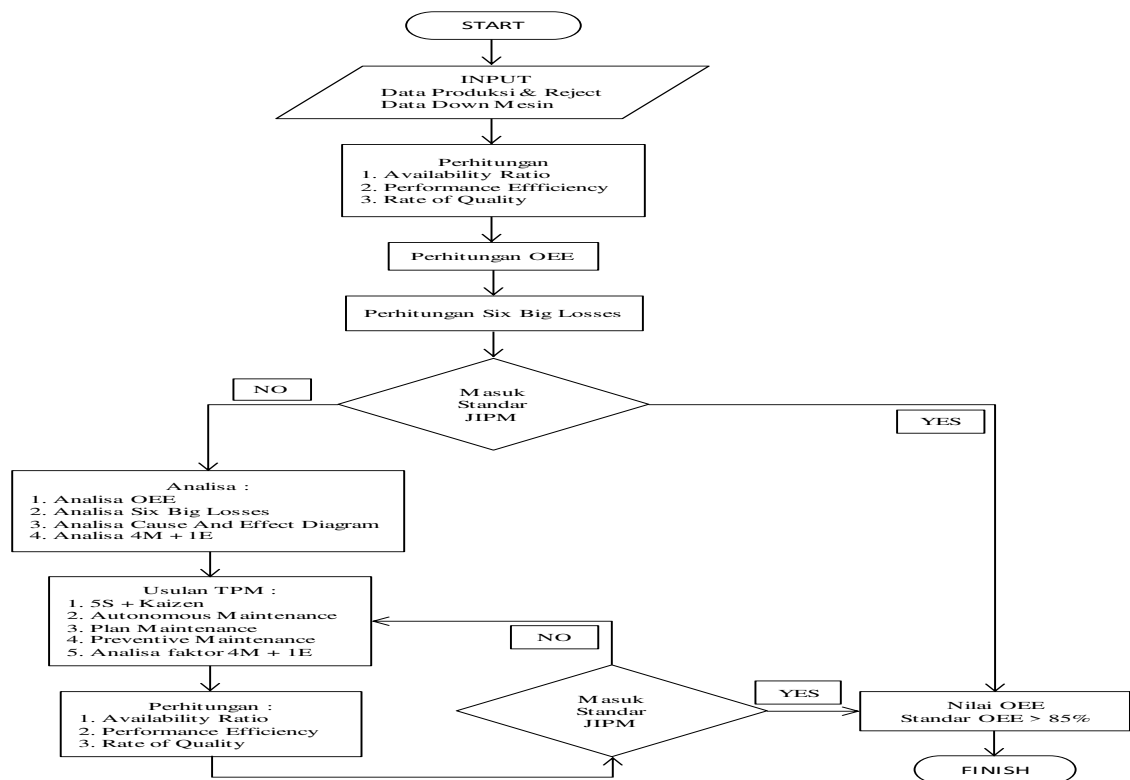 START
INPUT
Data Produksi & Reject
Data Down Mesin
Perhitungan
1. Availability Ratio
2. Performance Effficiency
3. Rate of Quality
Perhitungan OEE
Perhitungan Six Big Losses
Masuk
Standar
JIPM
NO
YES
Analisa :
1. Analisa OEE
2. Analisa Six Big Losses
3. Analisa Cause And Effect Diagram
4. Analisa 4M + 1E
Usulan TPM :
1. 5S + Kaizen
2. Autonomous Maintenance
3. Plan Maintenance
4. Preventive Maintenance
5. Analisa faktor 4M + 1E
Perhitungan :
1. Availability Ratio
2. Performance Efficiency
3. Rate of Quality
Masuk
Standar
JIPM
NO
YES
Nilai OEE
Standar OEE > 85%
FINISH